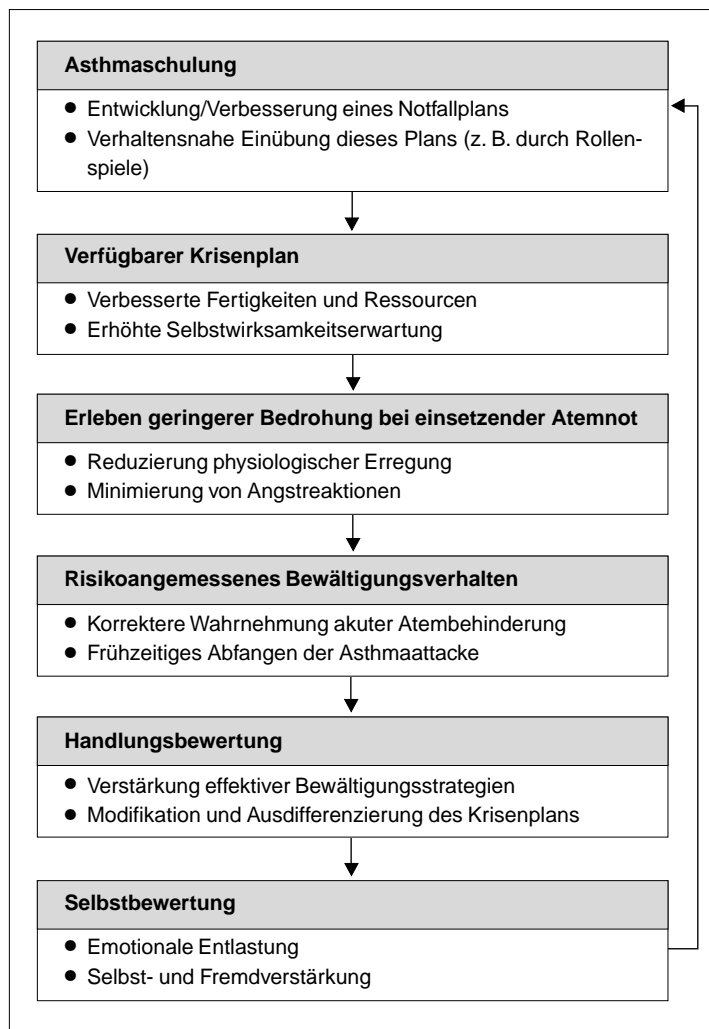 Asthmaschulung
● Entwicklung/Verbesserung eines Notfallplans
● Verhaltensnahe Einübung dieses Plans (z. B. durch Rollen-
spiele)
Verfügbarer Krisenplan
● Verbesserte Fertigkeiten und Ressourcen
● Erhöhte Selbstwirksamkeitserwartung
Erleben geringerer Bedrohung bei einsetzender Atemnot
● Reduzierung physiologischer Erregung
● Minimierung von Angstreaktionen
Risikoangemessenes Bewältigungsverhalten
● Korrektere Wahrnehmung akuter Atembehinderung
● Frühzeitiges Abfangen der Asthmaattacke
Handlungsbewertung
● Verstärkung effektiver Bewältigungsstrategien
● Modifikation und Ausdifferenzierung des Krisenplans
Selbstbewertung
● Emotionale Entlastung
● Selbst- und Fremdverstärkung